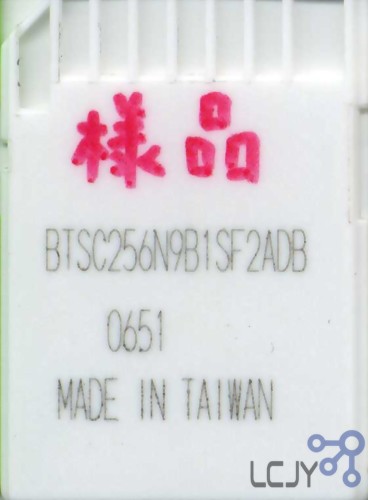 樣品
BTSC256N9B1SF2ADB
0651
MADE IN TAIWAN
LCJY